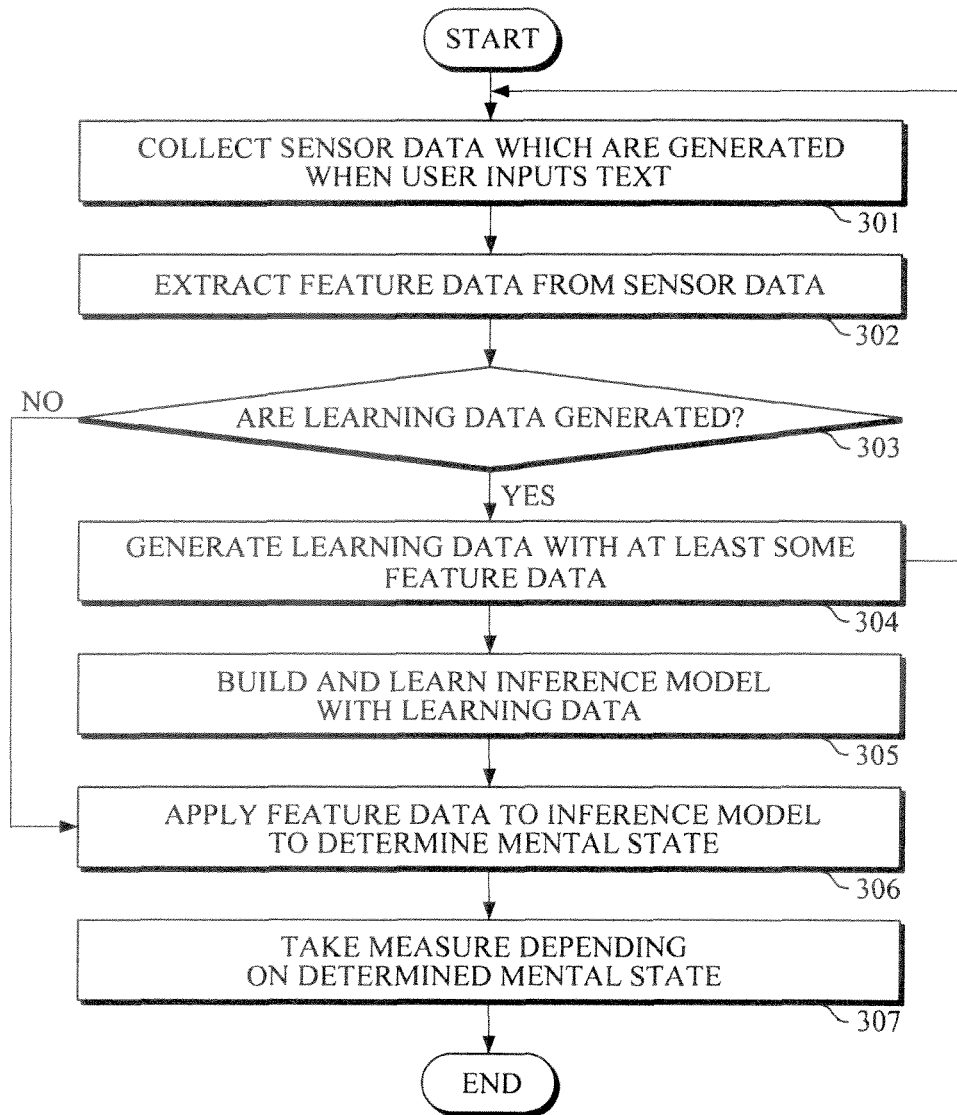 START
COLLECT SENSOR DATA WHICH ARE GENERATED
WHEN USER INPUTS TEXT
301
EXTRACT FEATURE DATA FROM SENSOR DATA
302
NO
ARE LEARNING DATA GENERATED?
303
YES
GENERATE LEARNING DATA WITH AT LEAST SOME
FEATURE DATA
304
BUILD AND LEARN INFERENCE MODEL
WITH LEARNING DATA
305
APPLY FEATURE DATA TO INFERENCE MODEL
TO DETERMINE MENTAL STATE
306
TAKE MEASURE DEPENDING
ON DETERMINED MENTAL STATE
307
END